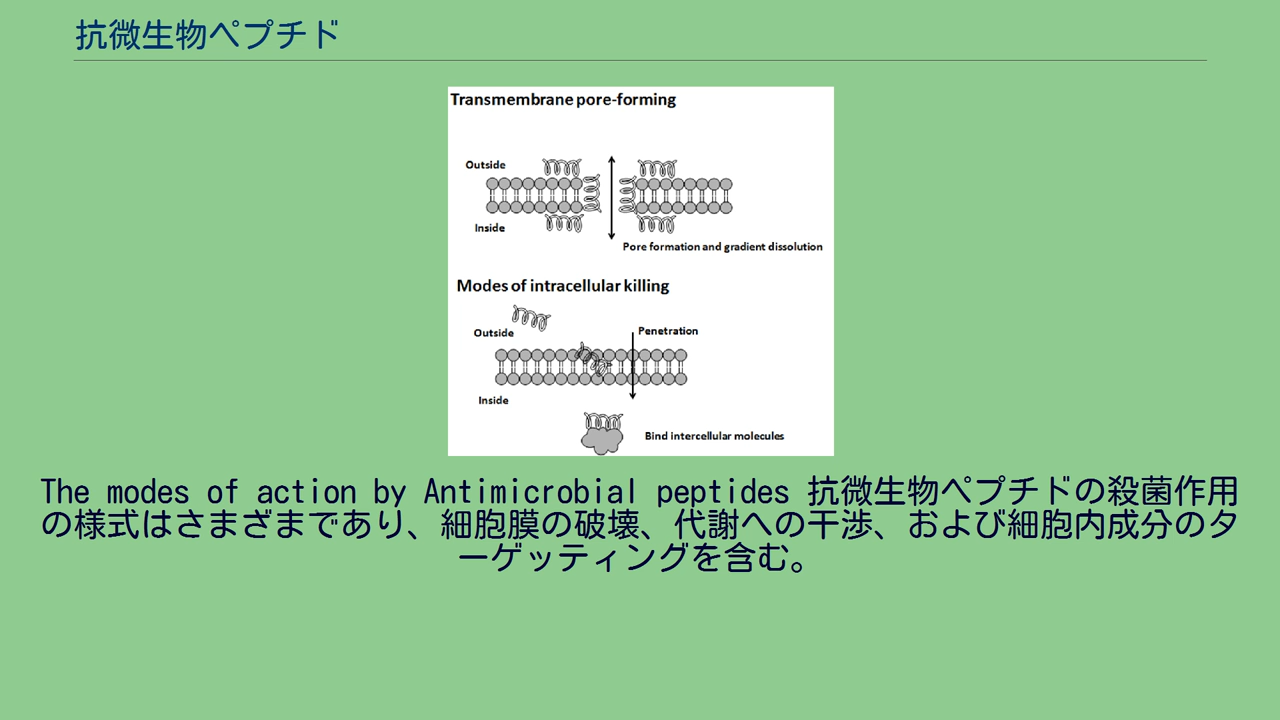 抗微生物ペプチド
Transmembrane pore-forming
Outside
Inside
Pore formation and gradient dissolution
Modes of intracellular killing
Outside
Penetration
Inside
Bind intercellular molecules
The modes of action by Antimicrobial peptides 抗微生物ペプチドの殺菌作用
の様式はさまざまであり、細胞膜の破壊、代謝への干渉、および細胞内成分のタ
ーゲッティングを含む。